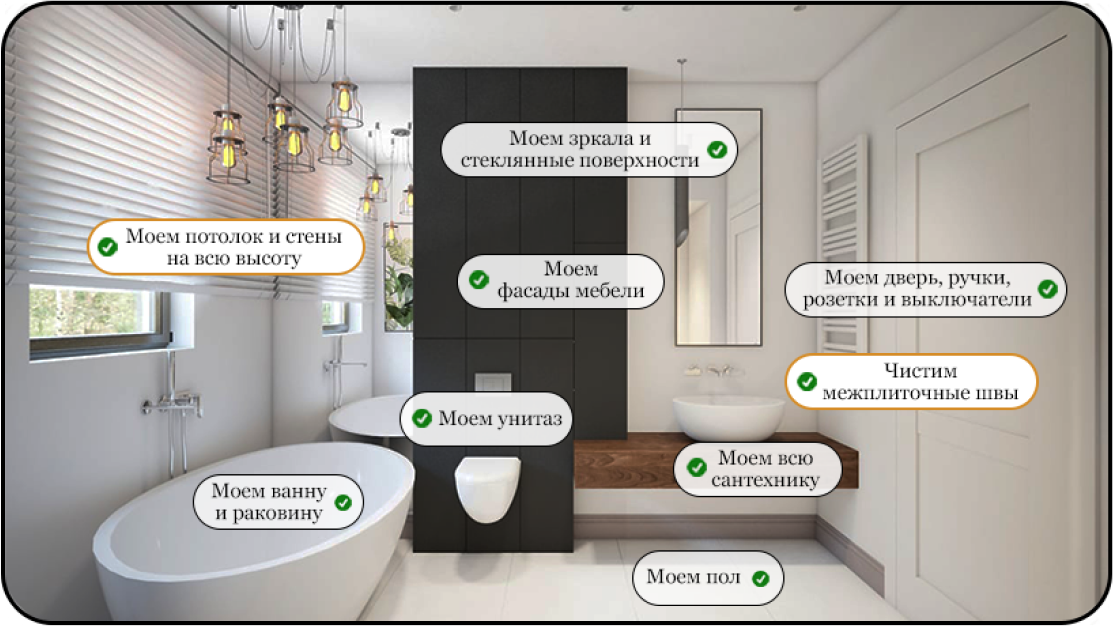 Моем зркала и
стеклянные поверхности
Моем потолок и стены
на всю высоту
Моем
фасады мебели
Моем дверь, ручки,
розетки и выключатели
Чистим
межплиточные швы
Моем унитаз
Моем всю
сантехнику
Моем ванну
и раковину
Моем пол